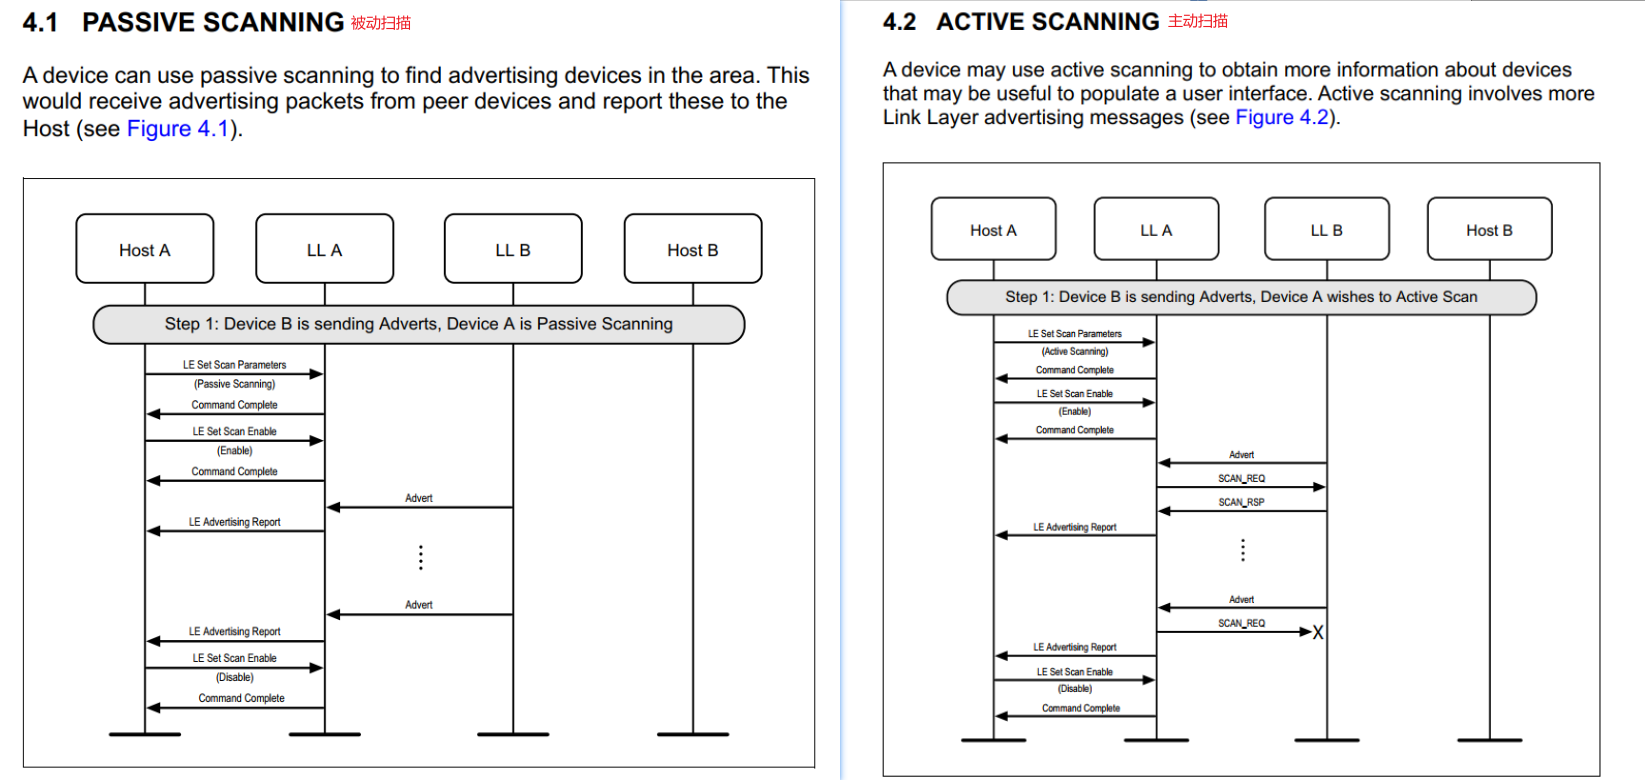 4.1 PASSIVE SCANNING 被动扫描
A device can use passive scanning to find advertising devices in the area. This
would receive advertising packets from peer devices and report these to the
Host (see Figure 4.1).
Host A
LL A
LL B
Host B
Step 1: Device B is sending Adverts, Device A is Passive Scanning
LE Set Scan Parameters
(Passive Scanning)
Command Complete
LE Set Scan Enable
(Enable)
Command Complete
Advert
LE Advertising Report
Advert
LE Advertising Report
LE Set Scan Enable
(Disable)
Command Complete
4.2 ACTIVE SCANNING 主动扫描
A device may use active scanning to obtain more information about devices
that may be useful to populate a user interface. Active scanning involves more
Link Layer advertising messages (see Figure 4.2).
Host A
LL A
LL B
Host B
Step 1: Device B is sending Adverts, Device A wishes to Active Scan
LE Set Scan Parameters
(Active Scanning)
Command Complete
LE Set Scan Enable
(Enable)
Command Complete
Advert
SCAN_REQ
SCAN_RSP
LE Advertising Report
Advert
SCAN_REQ
X
LE Advertising Report
LE Set Scan Enable
(Disable)
Command Complete